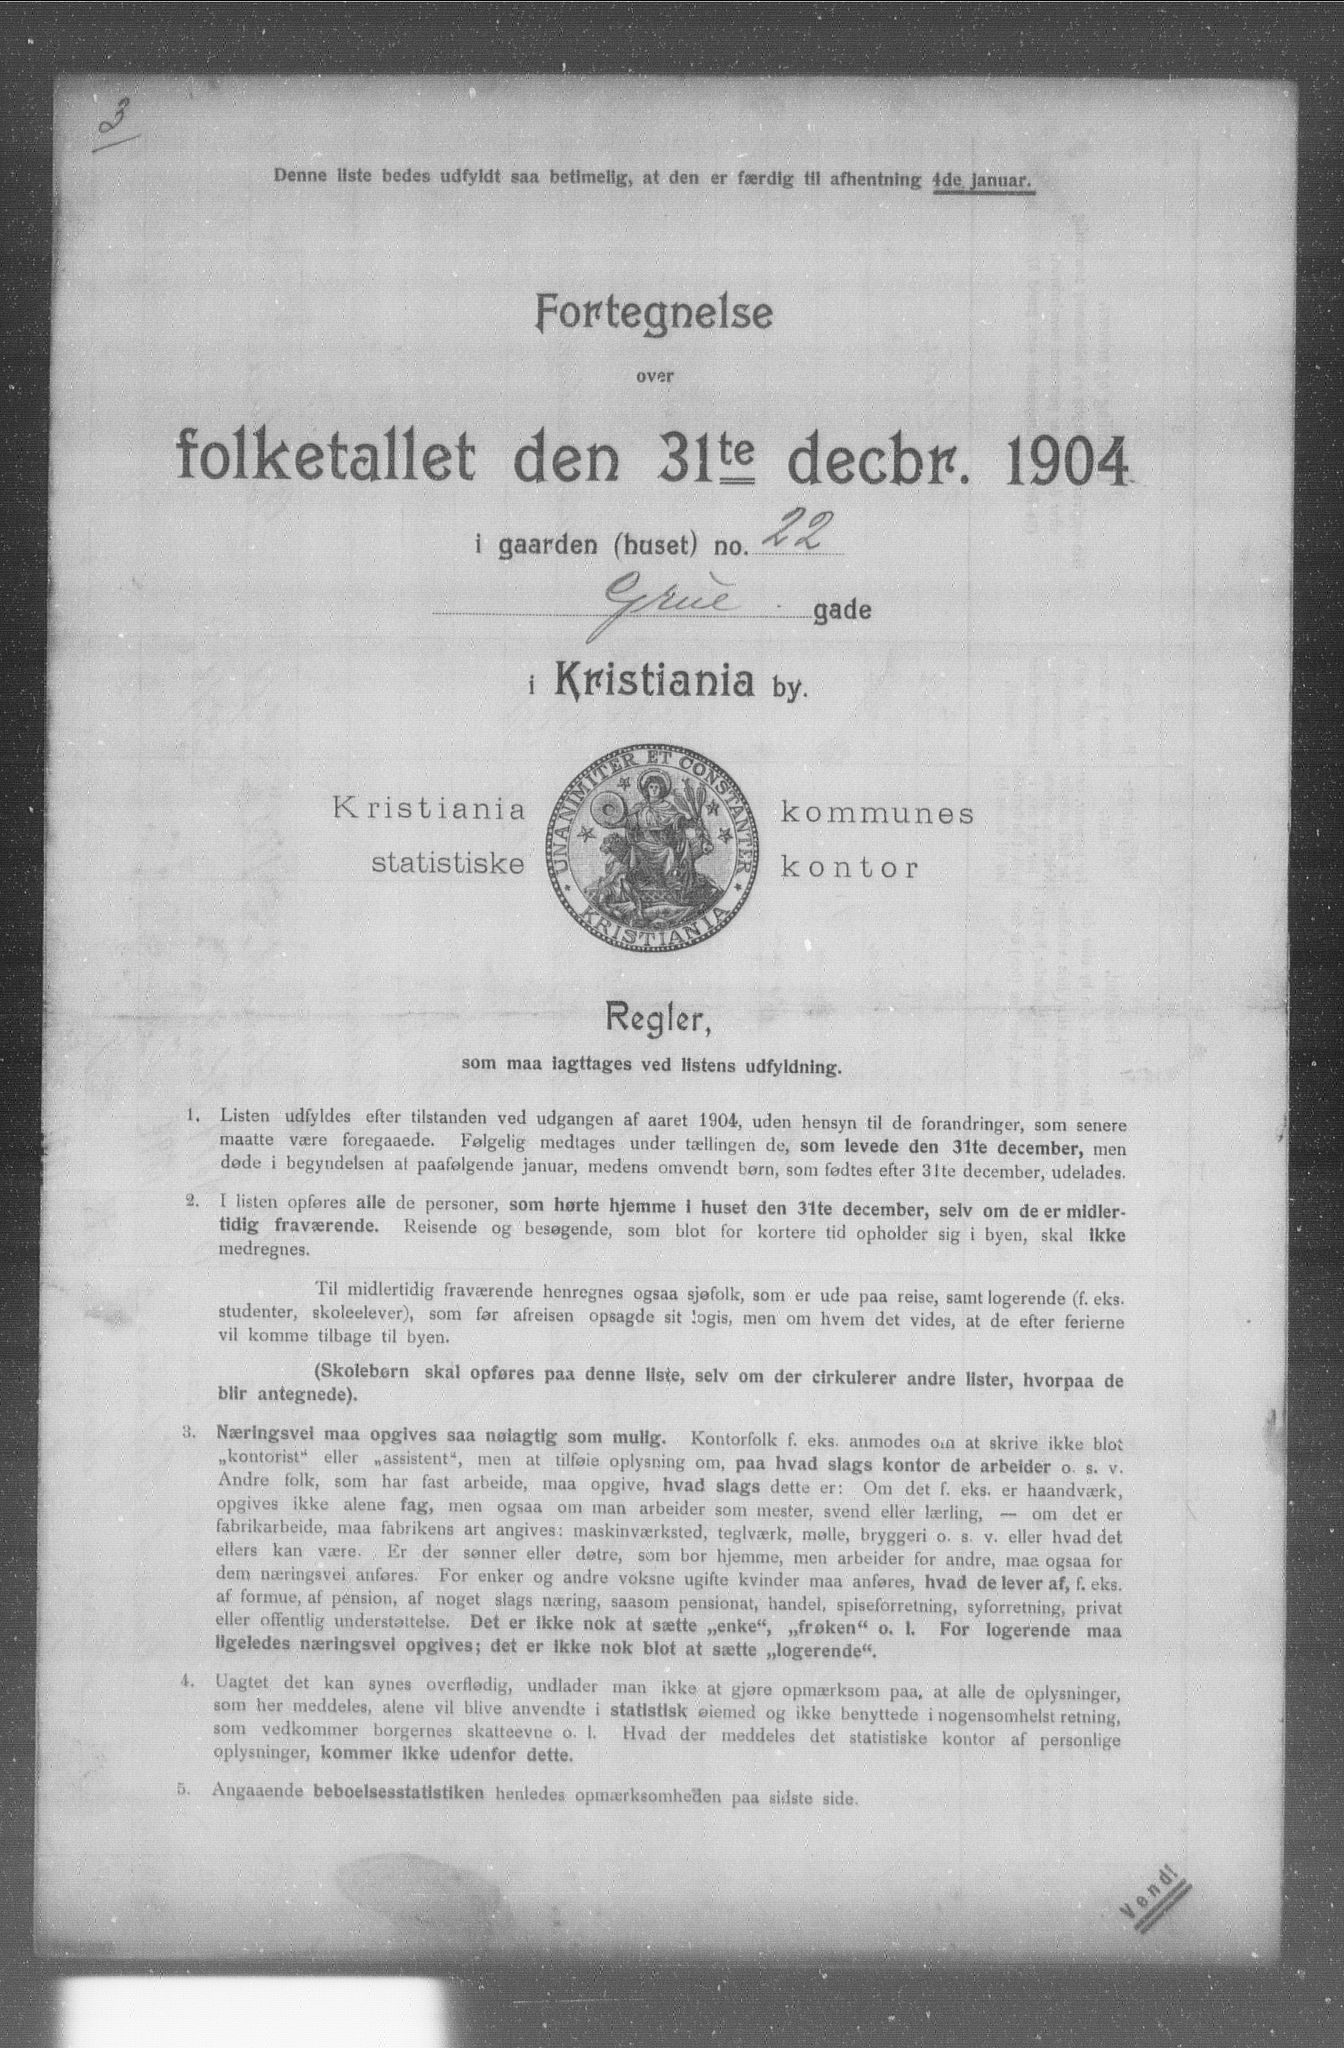 3
Denne liste bedes udfyldt saa betimelig, at den er færdig til afhentning 4de januar.
Fortegnelse
over
folketallet den 31te decbr. 1904
i gaarden (huset) no. 22
Grue gade
i Kristiania by.
Kristiania kommunes
statistiske kontor
UNANIMITER ET CONSTANTER
KRISTIANIA
Regler,
som maa iagttages ved listens udfyldning.
1. Listen udfyldes efter tilstanden ved udgangen af aaret 1904, uden hensyn til de forandringer, som senere
maatte være foregaaede. Følgelig medtages under tællingen de, som levede den 31te december, men
døde i begyndelsen af paafølgende januar, medens omvendt børn, som fødtes efter 31te december, udelades.
2. I listen opføres alle de personer, som hørte hjemme i huset den 31te december, selv om de er midler-
tidig fraværende. Reisende og besøgende, som blot for kortere tid opholder sig i byen, skal ikke
medregnes.
Til midlertidig fraværende henregnes ogsaa sjøfolk, som er ude paa reise, samt logerende (f. eks.
studenter, skoleelever), som før afreisen opsagde sit logis, men om hvem det vides, at de efter ferierne
vil komme tilbage til byen.
(Skolebørn skal opføres paa denne liste, selv om der cirkulerer andre lister, hvorpaa de
blir antegnede).
3. Næringsvei maa opgives saa nøiagtig som mulig. Kontorfolk f. eks. anmodes om at skrive ikke blot
„kontorist“ eller „assistent“, men at tilføie oplysning om, paa hvad slags kontor de arbeider o. s. v.
Andre folk, som har fast arbeide, maa opgive, hvad slags dette er: Om det f. eks. er haandværk,
opgives ikke alene fag, men ogsaa om man arbeider som mester, svend eller lærling, — om det er
fabrikarbeide, maa fabrikens art angives: maskinværksted, teglværk, mølle, bryggeri o. s. v. eller hvad det
ellers kan være. Er der sønner eller døtre, som bor hjemme, men arbeider for andre, maa ogsaa for
dem næringsvei anføres. For enker og andre voksne ugifte kvinder maa anføres, hvad de lever af, f. eks.
af formue, af pension, af noget slags næring, saasom pensionat, handel, spiseforretning, syforretning, privat
eller offentlig understøttelse. Det er ikke nok at sætte „enke“, „frøken“ o. l. For logerende maa
ligeledes næringsvei opgives; det er ikke nok blot at sætte „logerende“.
4. Uagtet det kan synes overflødig, undlader man ikke at gjøre opmærksom paa, at alle de oplysninger,
som her meddeles, alene vil blive anvendte i statistisk øiemed og ikke benyttede i nogensomhelst retning,
som vedkommer borgernes skatteevne o. l. Hvad der meddeles det statistiske kontor af personlige
oplysninger, kommer ikke udenfor dette.
5. Angaaende beboelsesstatistiken henledes opmærksomheden paa sidste side.
Vend!